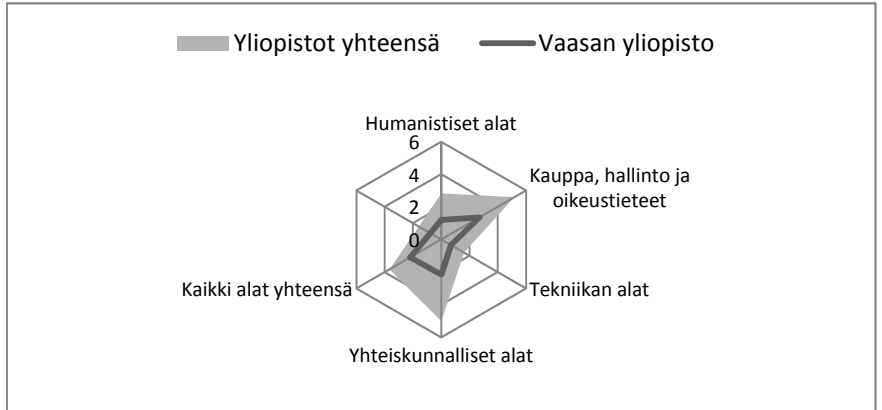 Yliopistot yhteensä Vaasan yliopisto
Humanistiset alat
6
4
2
0
Kauppa, hallinto ja
oikeustieteet
Tekniikan alat
Yhteiskunnalliset alat
Kaikki alat yhteensä